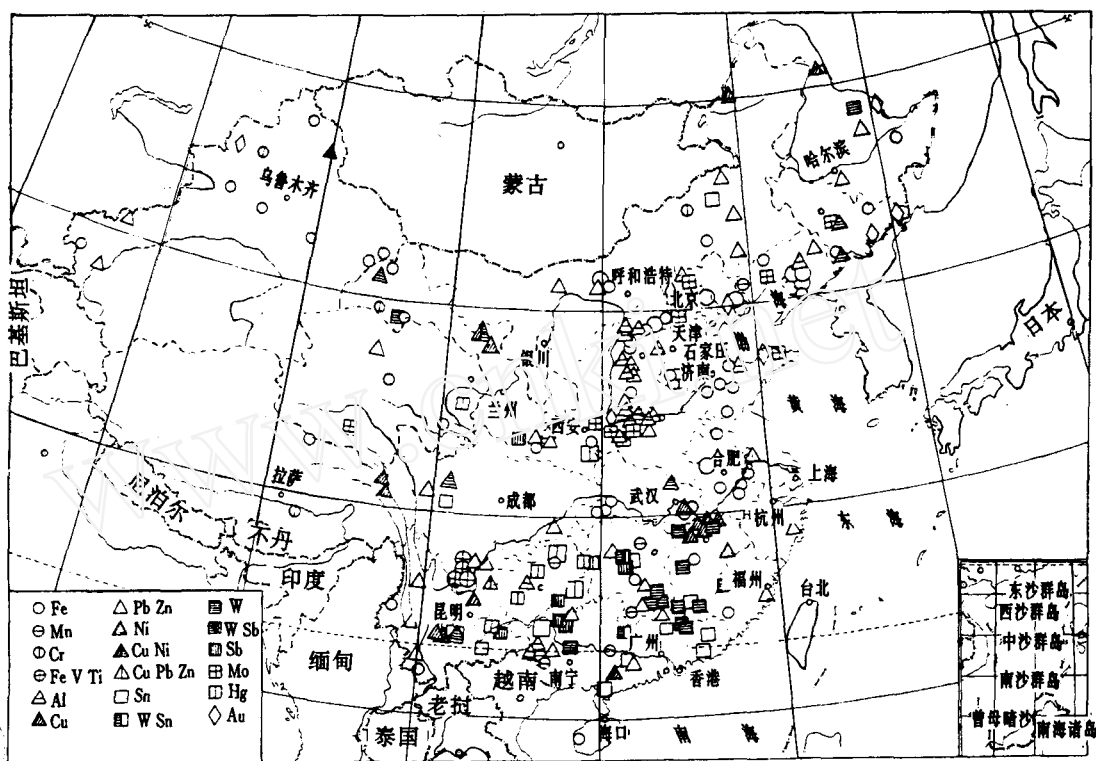 蒙古
哈尔滨
乌鲁木齐
呼和浩特
北京
天津
石家庄
济南
渤
海
日本
黄 海
巴基斯坦
兰州
西安
合肥
上海
拉萨
成都
武汉
杭州
东 海
尼泊尔
不丹
印度
昆明
福州
台北
广州
香港
缅甸
越南
南宁
老挝
泰国
海口
南 海
Fe
Mn
Cr
Fe V Ti
Al
Cu
Pb Zn
Ni
Cu Ni
Cu Pb Zn
Sn
W Sn
W
W Sb
Sb
Mo
Hg
Au
东沙群岛
西沙群岛
中沙群岛
南沙群岛
曾母暗沙
南海诸岛
www.cnki.net